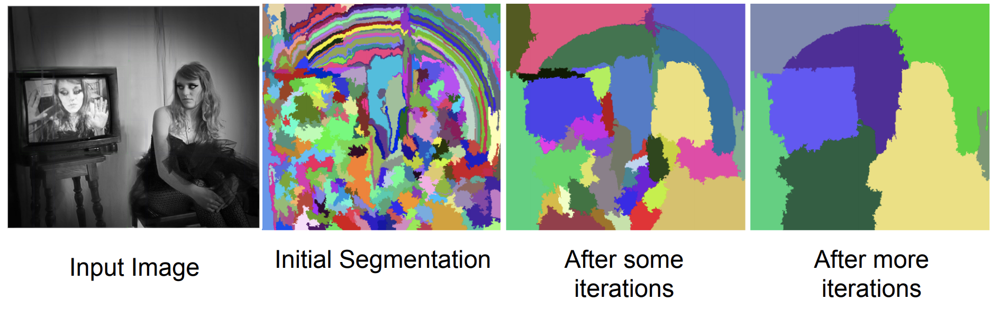 Input Image
Initial Segmentation
After some
iterations
After more
iterations